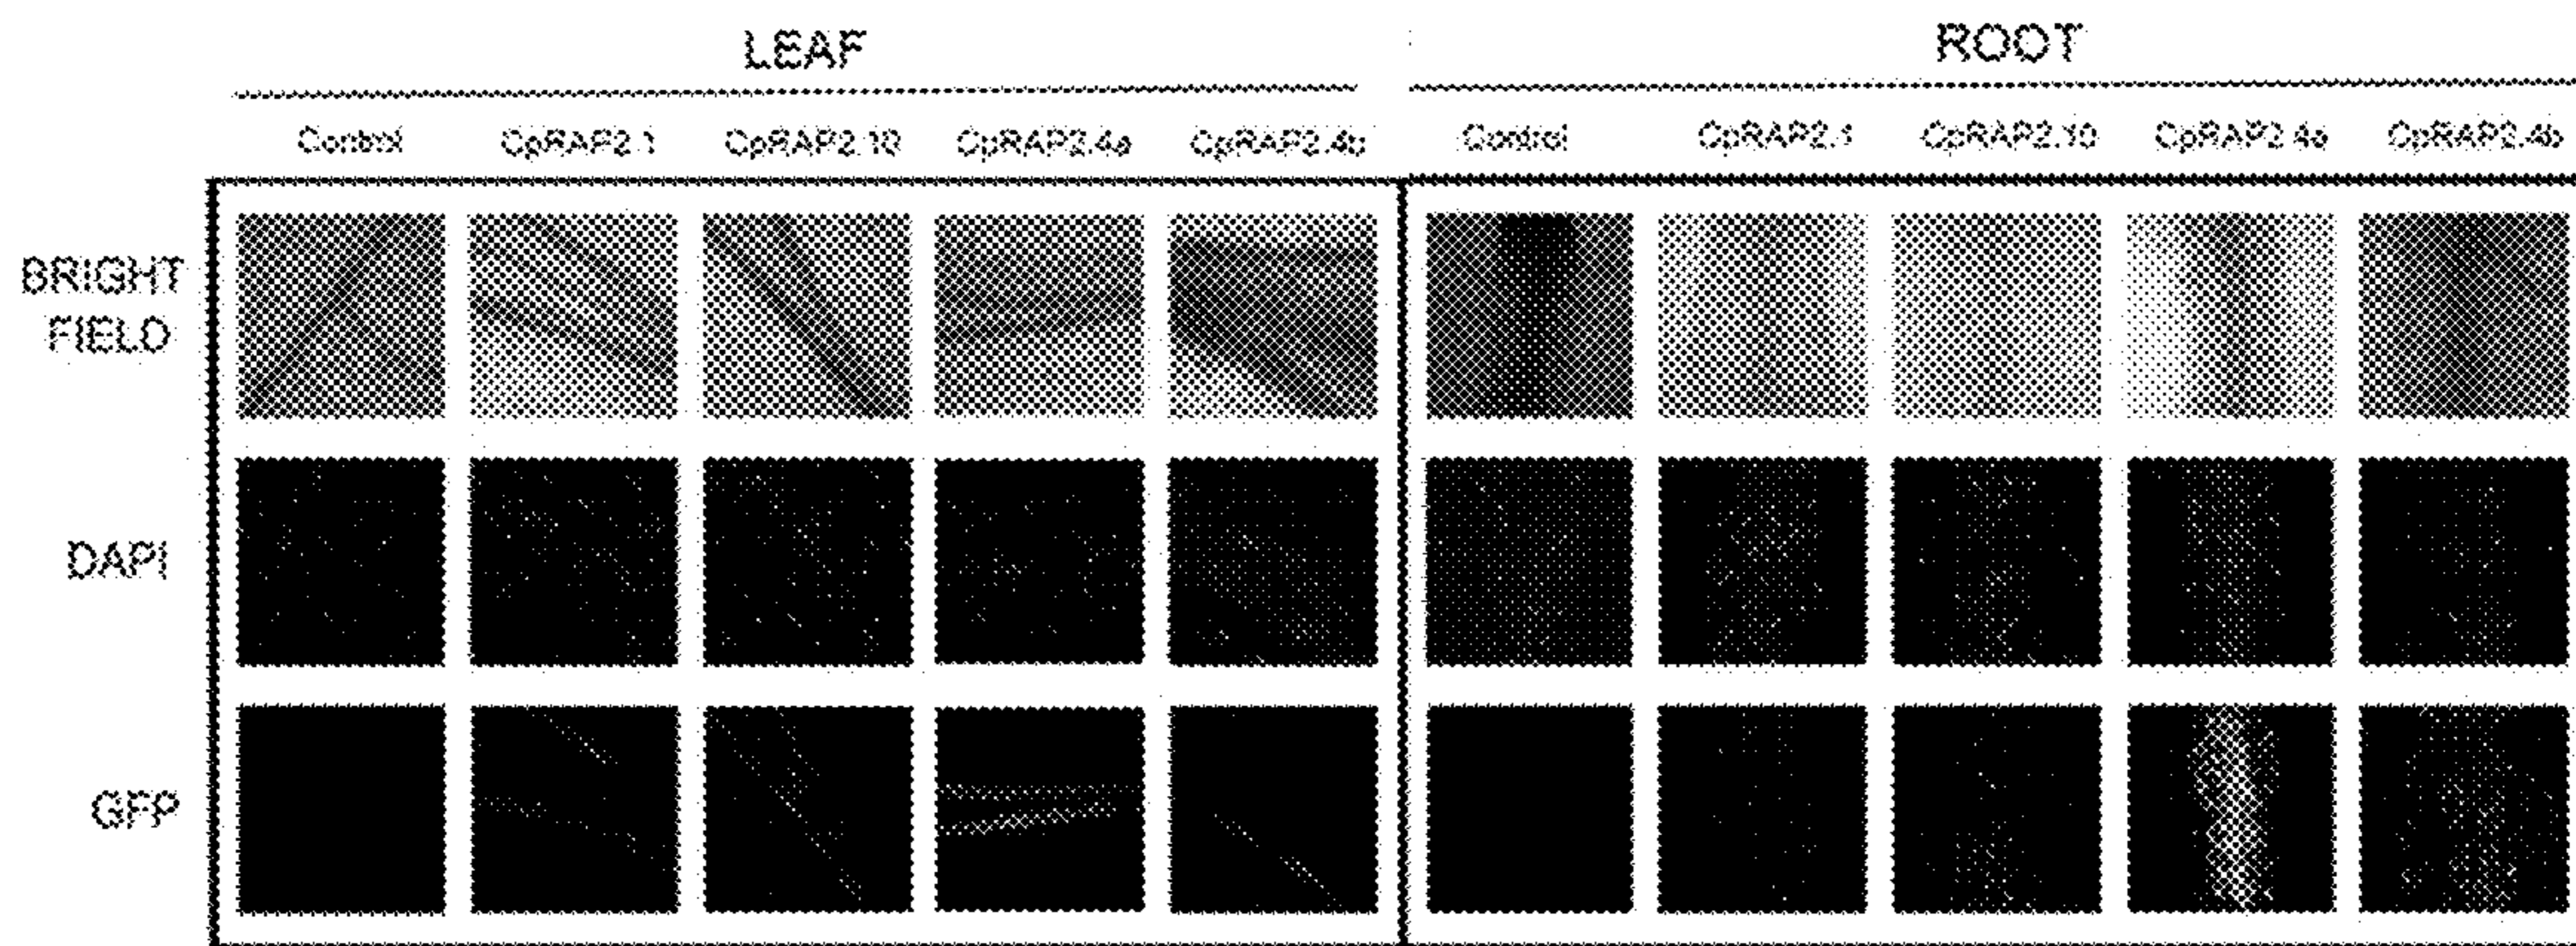 LEAF ROOT
Control CpRAP2.1 CpRAP2.10 CpRAP2.4a CpRAP2.4b Control CpRAP2.1 CpRAP2.10 CpRAP2.4a CpRAP2.4b
BRIGHT
FIELD
DAPI
GFP